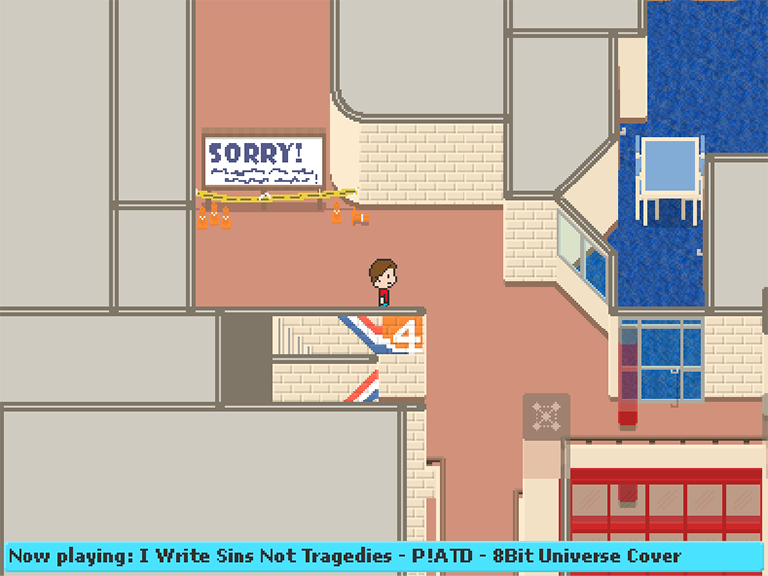 SORRY!
4
Now playing: I Write Sins Not Tragedies - P!ATD - 8Bit Universe Cover